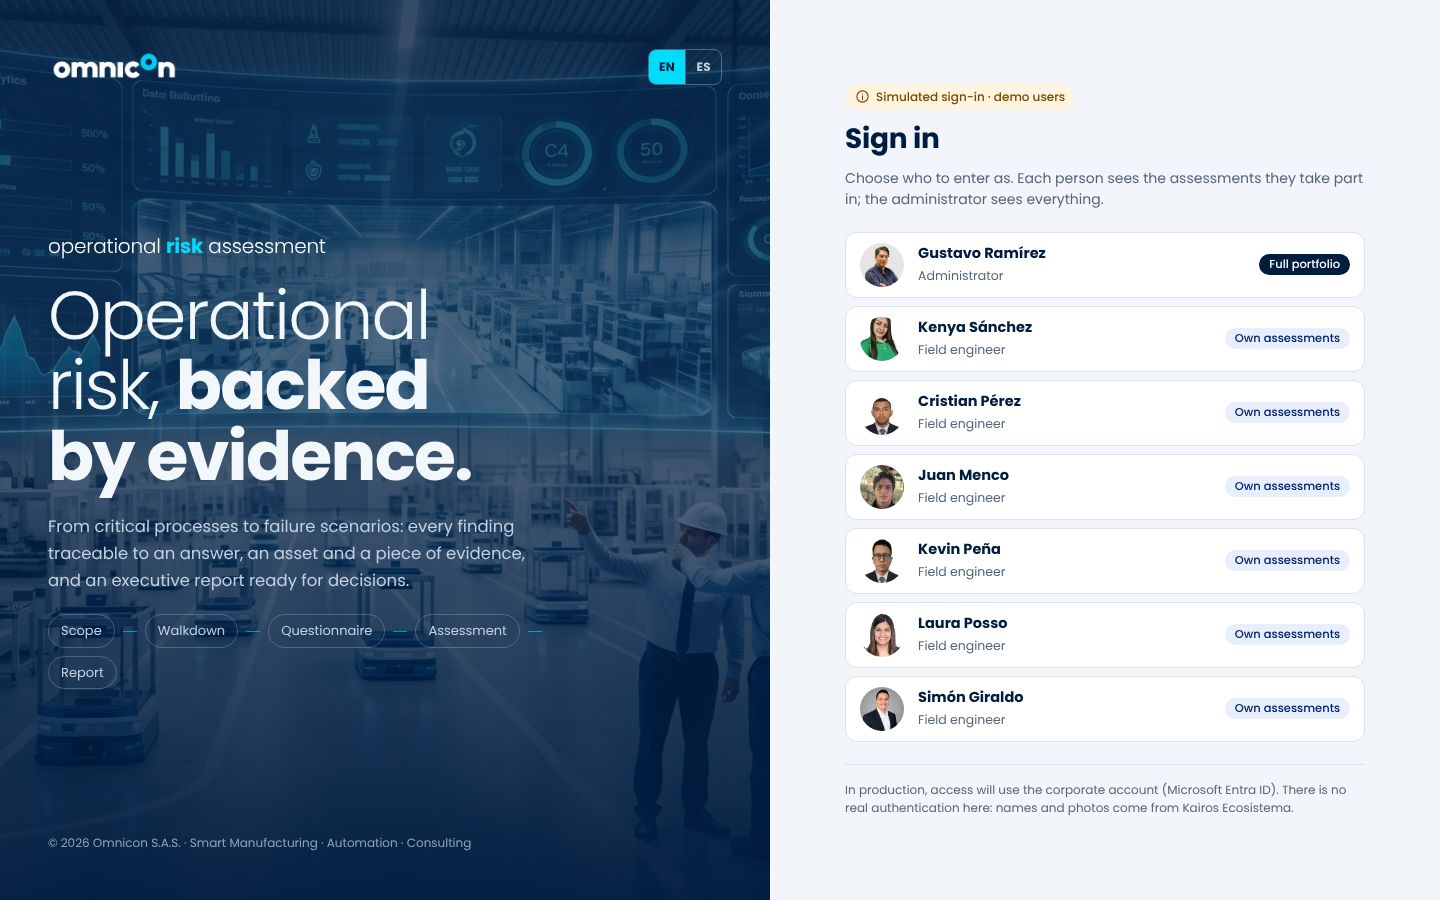 omnicon
EN
ES
500%
50%
50%
50%
C4
50
operational risk assessment
Operational
risk, backed
by evidence.
From critical processes to failure scenarios: every finding
traceable to an answer, an asset and a piece of evidence,
and an executive report ready for decisions.
Scope — Walkdown — Questionnaire — Assessment —
Report
© 2026 Omnicon S.A.S. · Smart Manufacturing · Automation · Consulting
Simulated sign-in · demo users
Sign in
Choose who to enter as. Each person sees the assessments they take part
in; the administrator sees everything.
Gustavo Ramírez
Administrator
Full portfolio
Kenya Sánchez
Field engineer
Own assessments
Cristian Pérez
Field engineer
Own assessments
Juan Menco
Field engineer
Own assessments
Kevin Peña
Field engineer
Own assessments
Laura Posso
Field engineer
Own assessments
Simón Giraldo
Field engineer
Own assessments
In production, access will use the corporate account (Microsoft Entra ID). There is no
real authentication here: names and photos come from Kairos Ecosistema.